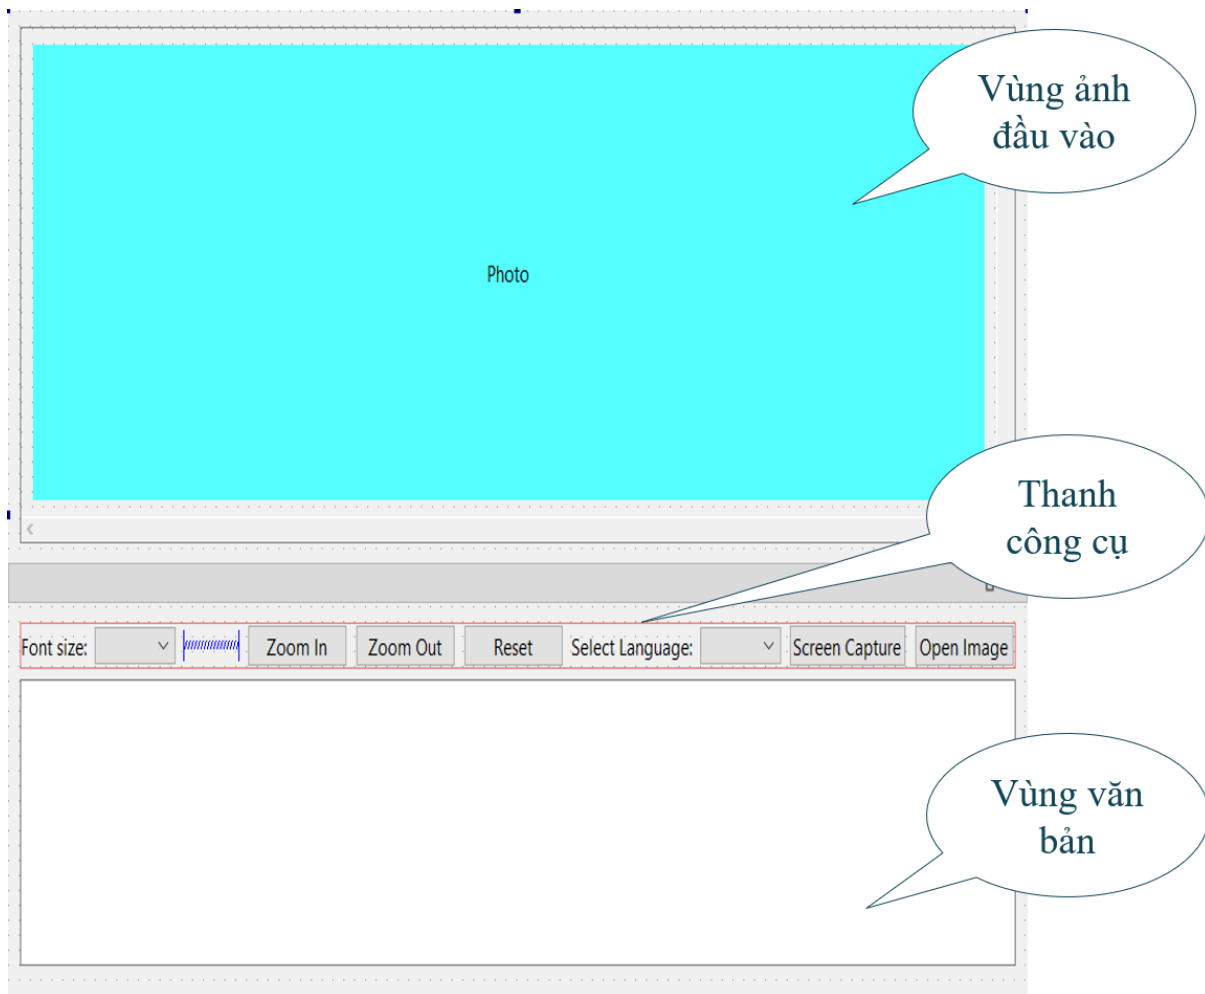 Vùng ảnh
đầu vào
Photo
Thanh
công cụ
Font size:
Zoom In
Zoom Out
Reset
Select Language:
Screen Capture
Open Image
Vùng văn
bản